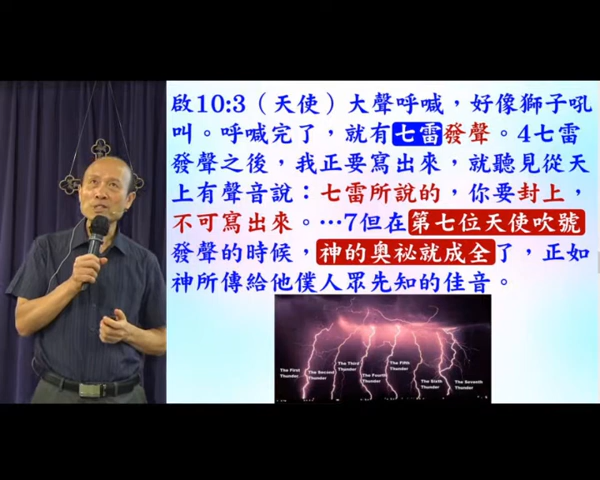 啟10:3（天使）大聲呼喊，好像獅子吼
叫。呼喊完了，就有七雷發聲。4七雷
發聲之後，我正要寫出來，就聽見從天
上有聲音說：七雷所說的，你要封上，
不可寫出來。…7但在第七位天使吹號
發聲的時候，神的奧祕就成全了，正如
神所傳給他僕人眾先知的佳音。
The First
Thunder
The Second
Thunder
The Third
Thunder
The Fourth
Thunder
The Fifth
Thunder
The Sixth
Thunder
The Seventh
Thunder